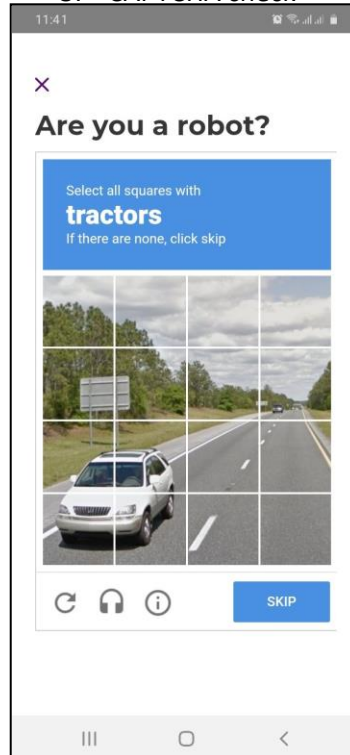 11:41
Are you a robot?
Select all squares with
tractors
If there are none, click skip
SKIP